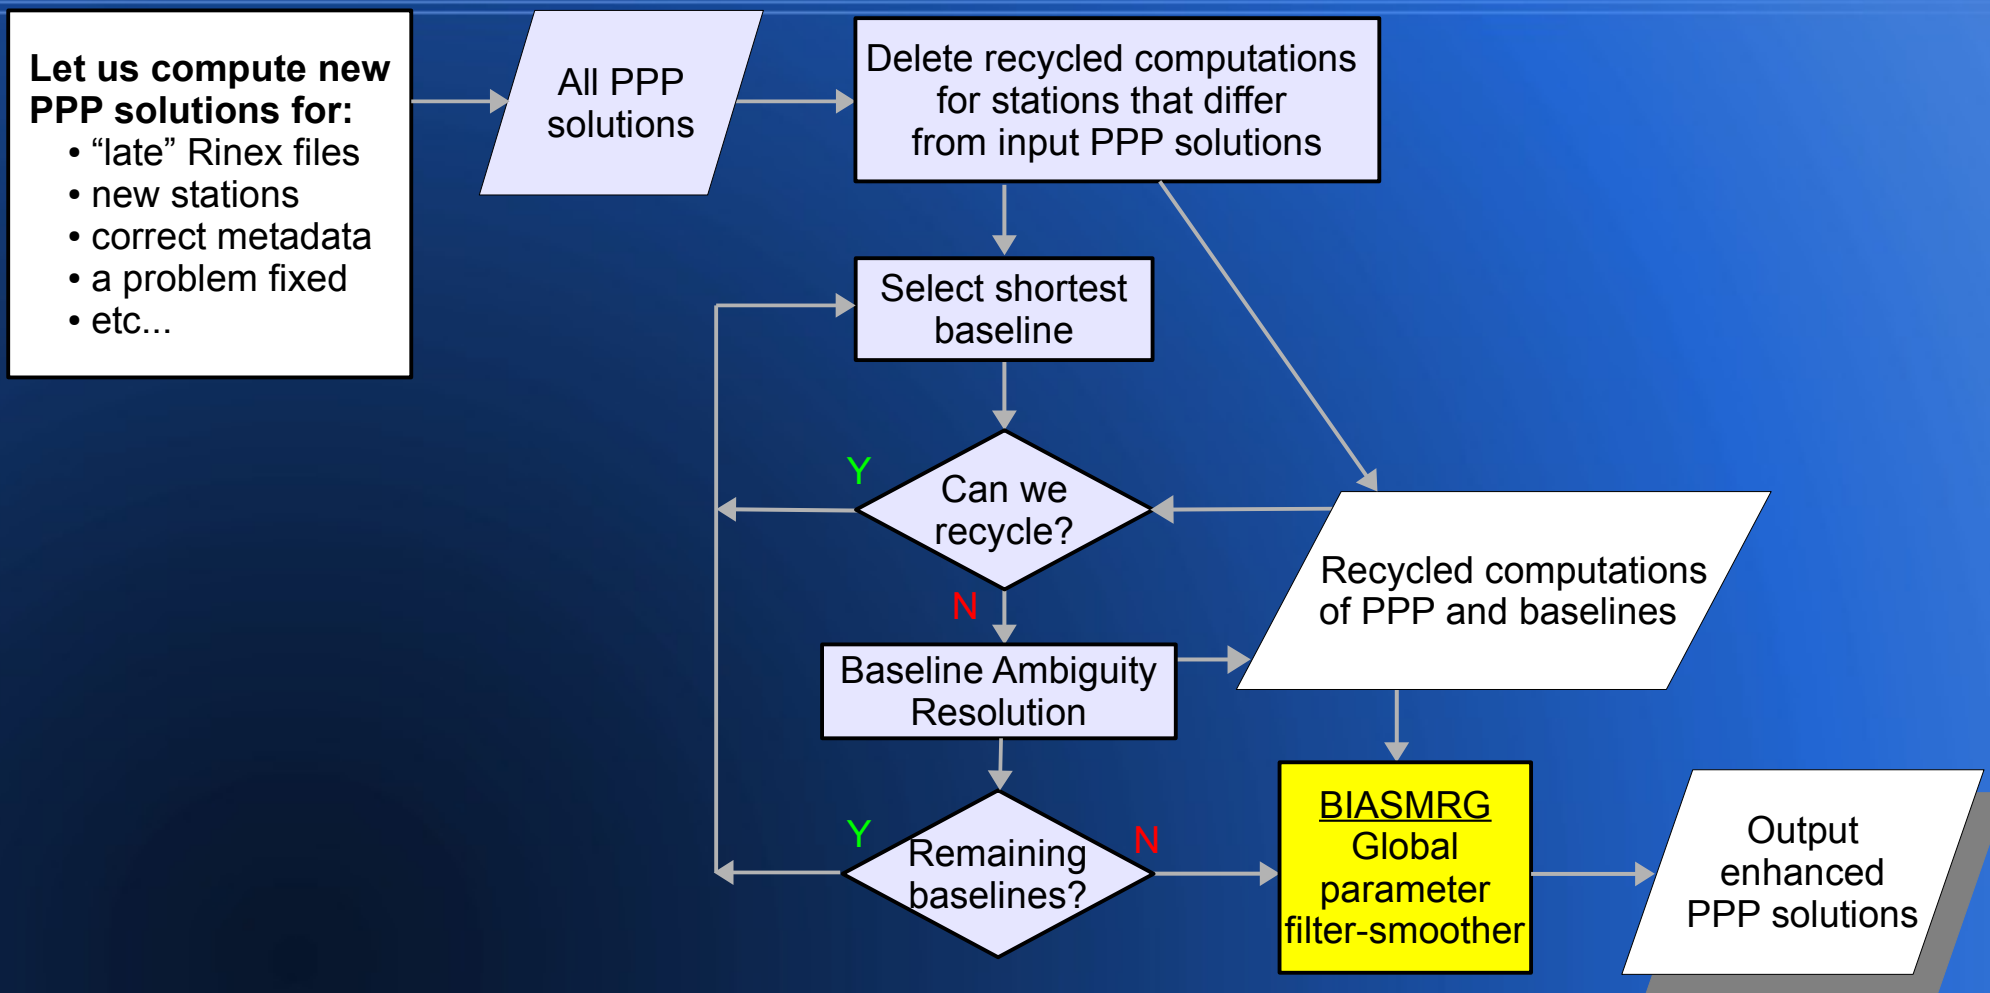 Let us compute new
PPP solutions for:
• “late” Rinex files
• new stations
• correct metadata
• a problem fixed
• etc...
All PPP
solutions
Delete recycled computations
for stations that differ
from input PPP solutions
Select shortest
baseline
Y
Can we
recycle?
N
Recycled computations
of PPP and baselines
Baseline Ambiguity
Resolution
Y
Remaining
baselines?
N
BIASMRG
Global
parameter
filter-smoother
Output
enhanced
PPP solutions